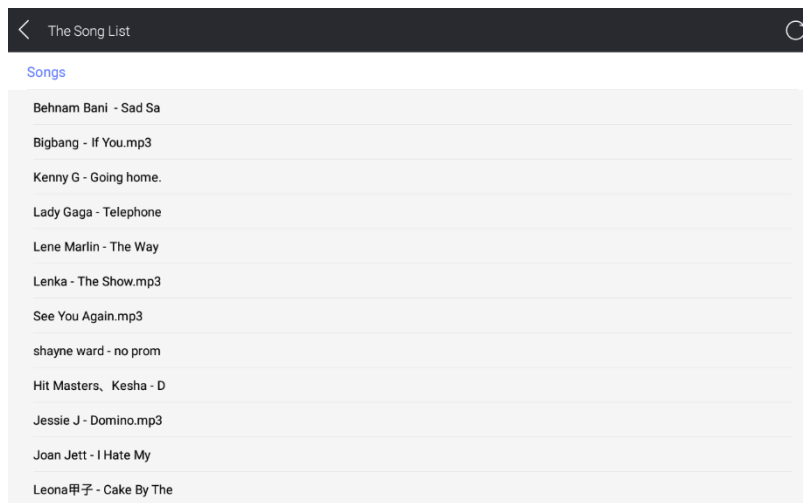 The Song List
Songs
Behnam Bani  - Sad Sa
Bigbang - If You.mp3
Kenny G - Going home.
Lady Gaga - Telephone
Lene Marlin - The Way
Lenka - The Show.mp3
See You Again.mp3
shayne ward - no prom
Hit Masters、Kesha - D
Jessie J - Domino.mp3
Joan Jett - I Hate My
Leona甲子 - Cake By The